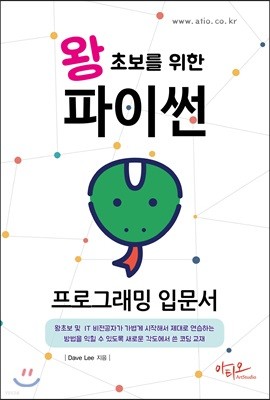 www.atio.co.kr
왕 초보를 위한
파이썬
프로그래밍 입문서
왕초보 및 IT 비전공자가 가볍게 시작해서 제대로 연습하는
방법을 익힐 수 있도록 새로운 각도에서 쓴 코딩 교재
| Dave Lee 지음 |
아티오
ArtStudio